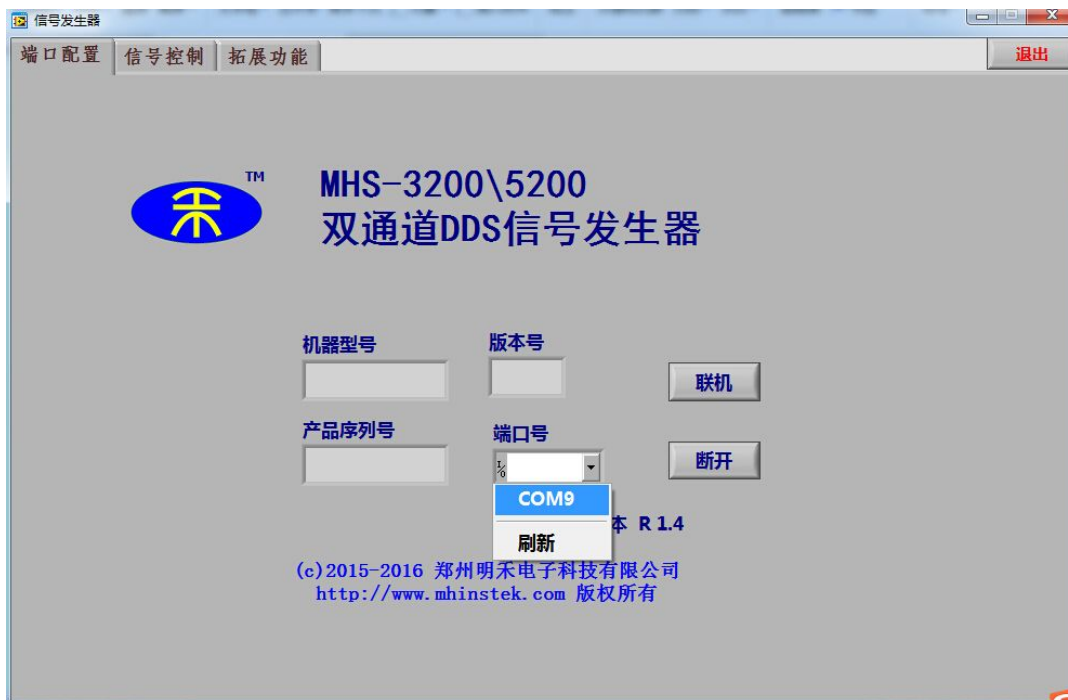 信号发生器
端口配置 信号控制 拓展功能 退出
TM
MHS-3200\5200
双通道DDS信号发生器
机器型号 版本号
联机
产品序列号 端口号
断开
COM9
本 R 1.4
刷新
(c)2015-2016 郑州明禾电子科技有限公司
http://www.mhinstek.com 版权所有